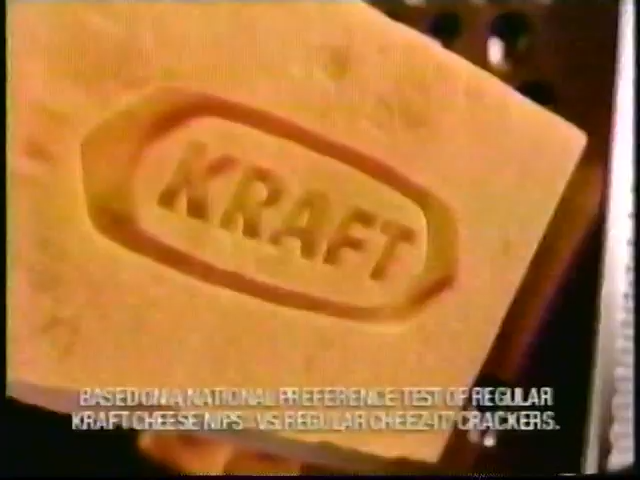 KRAFT
BASED ON A NATIONAL PREFERENCE TEST OF REGULAR
KRAFT CHEESE NIPS VS. REGULAR CHEEZ-IT CRACKERS.